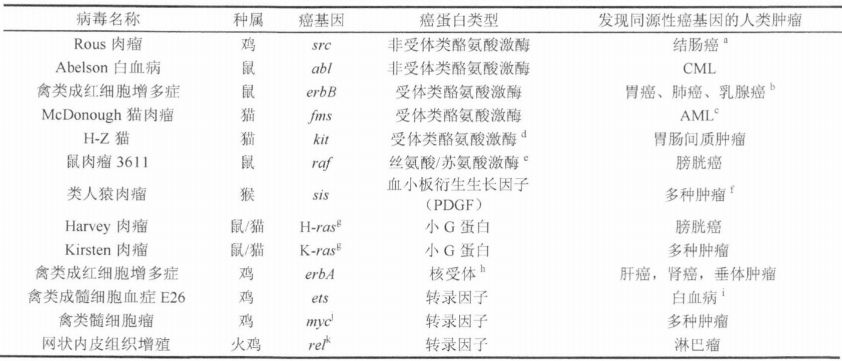 病毒名称 种属 癌基因 癌蛋白类型 发现同源性癌基因的人类肿瘤
Rous 肉瘤 鸡 src 非受体类酪氨酸激酶 结肠癌 a
Abelson 白血病 鼠 abl 非受体类酪氨酸激酶 CML
禽类成红细胞增多症 鼠 erbB 受体类酪氨酸激酶 胃癌、肺癌、乳腺癌 b
McDonough 猫肉瘤 猫 fms 受体类酪氨酸激酶 AML c
H-Z 猫 猫 kit 受体类酪氨酸激酶 d 胃肠间质肿瘤
鼠肉瘤 3611 鼠 raf 丝氨酸/苏氨酸激酶 e 膀胱癌
类人猿肉瘤 猴 sis 血小板衍生生长因子（PDGF） 多种肿瘤 f
Harvey 肉瘤 鼠/猫 H-ras g 小 G 蛋白 膀胱癌
Kirsten 肉瘤 鼠/猫 K-ras g 小 G 蛋白 多种肿瘤
禽类成红细胞增多症 鸡 erbA 核受体 h 肝癌，肾癌，垂体肿瘤
禽类成髓细胞血症 E26 鸡 ets 转录因子 白血病 i
禽类髓细胞瘤 鸡 myc j 转录因子 多种肿瘤
网状内皮组织增殖 火鸡 rel k 转录因子 淋巴瘤